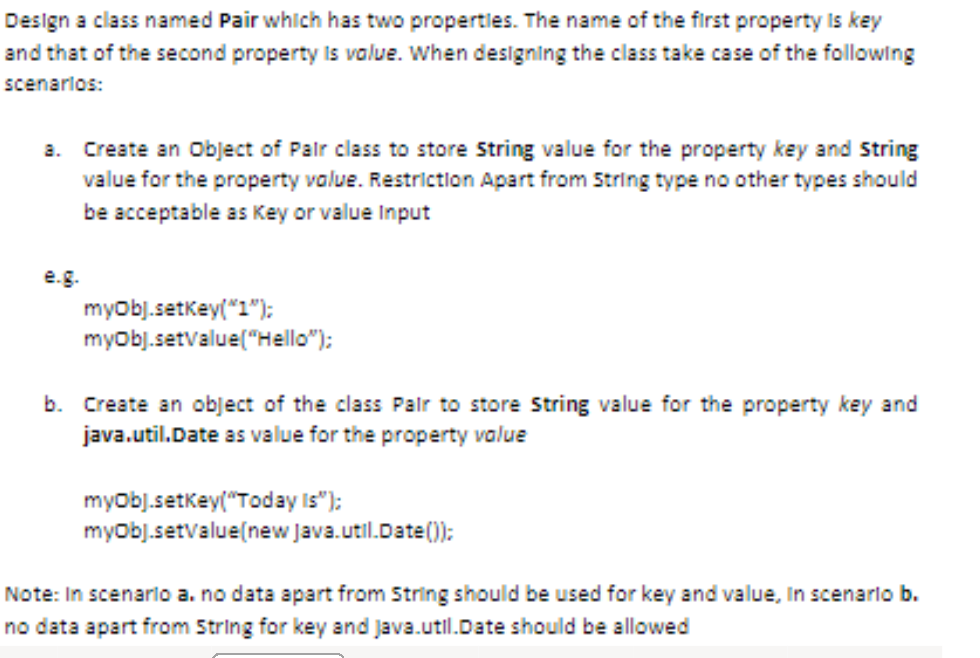 Design a class named Pair which has two properties. The name of the first property is key
and that of the second property is value. When designing the class take case of the following
scenarios:
a. Create an Object of Pair class to store String value for the property key and String
value for the property value. Restriction Apart from String type no other types should
be acceptable as Key or value input
e.g.
myObj.setKey(“1”);
myObj.setValue(“Hello”);
b. Create an object of the class Pair to store String value for the property key and
java.util.Date as value for the property value
myObj.setKey(“Today is”);
myObj.setValue(new java.util.Date());
Note: in scenario a. no data apart from String should be used for key and value, in scenario b.
no data apart from String for key and java.util.Date should be allowed